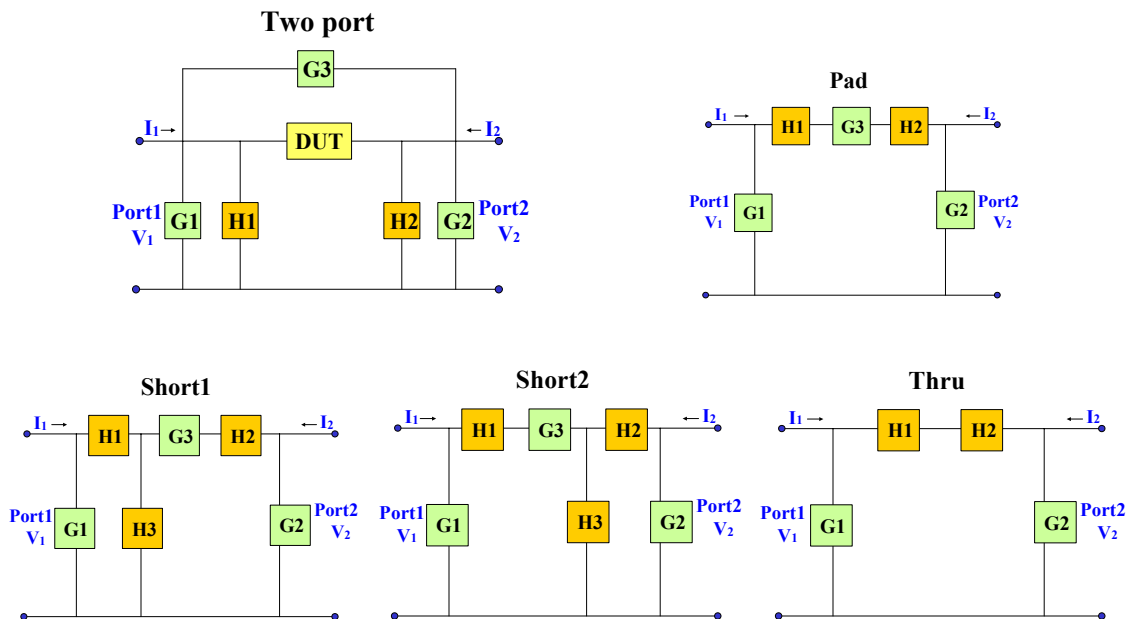 Two port
G3
I₁
DUT
I₂
Port1
V₁
G1
H1
H2
G2
Port2
V₂
Pad
I₁
H1
G3
H2
I₂
Port1
V₁
G1
G2
Port2
V₂
Short1
I₁
H1
G3
H2
I₂
Port1
V₁
G1
H3
G2
Port2
V₂
Short2
I₁
H1
G3
H2
I₂
Port1
V₁
G1
H3
G2
Port2
V₂
Thru
I₁
H1
H2
I₂
Port1
V₁
G1
G2
Port2
V₂